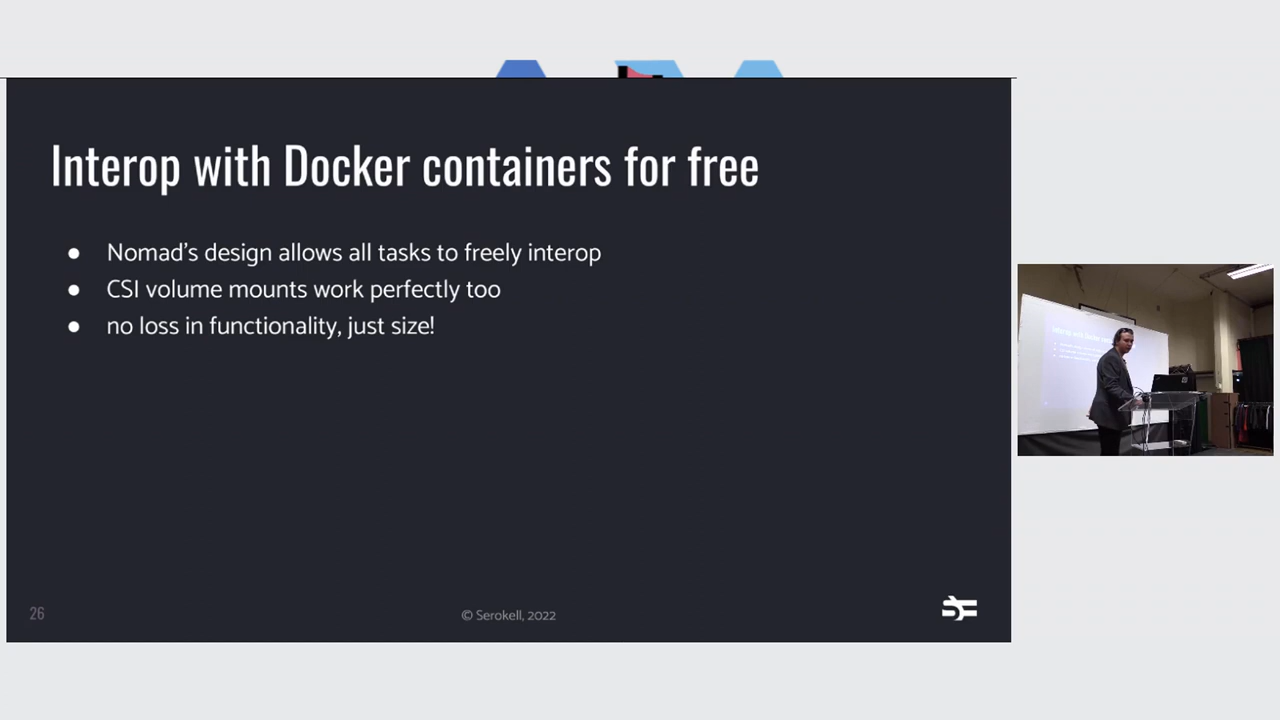 Interop with Docker containers for free
● Nomad's design allows all tasks to freely interop
● CSI volume mounts work perfectly too
● no loss in functionality, just size!
26
© Serokell, 2022